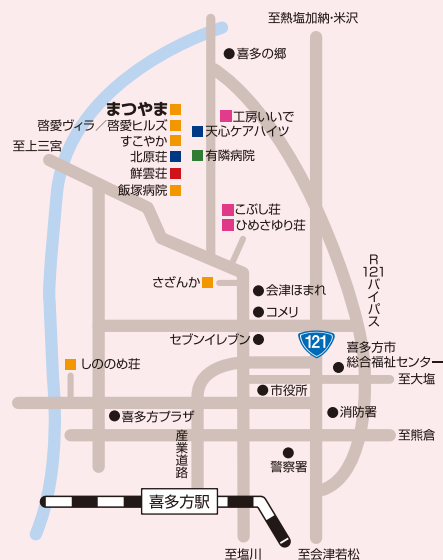 至熱塩加納・米沢
喜多の郷
まつやま
啓愛ヴィラ／啓愛ヒルズ
すこやか
至上三宮
北原荘
鮮雲荘
飯塚病院
工房いいで
天心ケアハイツ
有隣病院
こぶし荘
ひめさゆり荘
さざんか
会津ほまれ
コメリ
セブンイレブン
R121バイパス
121
喜多方市
総合福祉センター
しののめ荘
至大塩
市役所
消防署
喜多方プラザ
産業道路
至熊倉
警察署
喜多方駅
至塩川
至会津若松